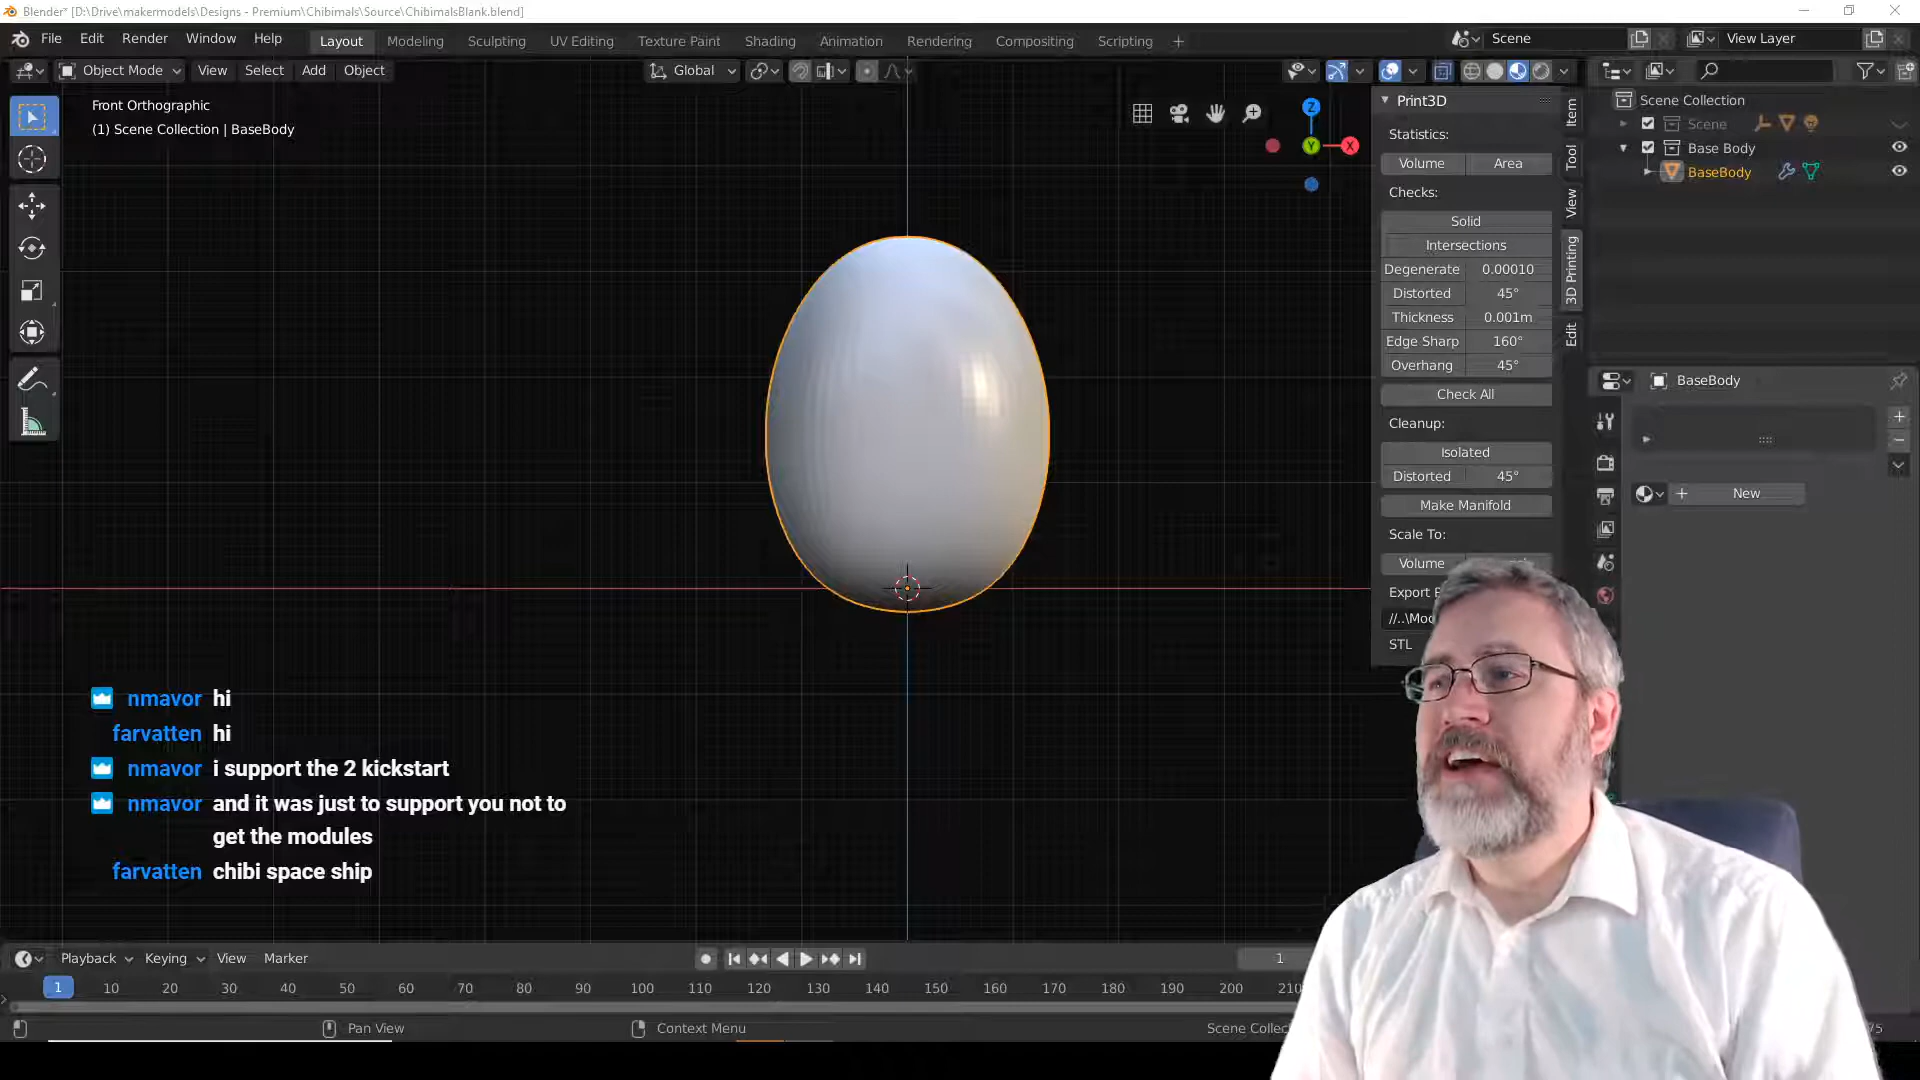 Blender* [D:\Drive\makermodels\Designs - Premium\Chibimals\Source\ChibimalsBlank.blend]
File Edit Render Window Help Layout Modeling Sculpting UV Editing Texture Paint Shading Animation Rendering Compositing Scripting + Scene View Layer
Object Mode View Select Add Object Global
Front Orthographic
(1) Scene Collection | BaseBody
Z
Y
X
Print3D
Statistics:
Volume Area
Checks:
Solid
Intersections
Degenerate 0.00010
Distorted 45°
Thickness 0.001m
Edge Sharp 160°
Overhang 45°
Check All
Cleanup:
Isolated
Distorted 45°
Make Manifold
Scale To:
Volume
Export
//..\Mod
STL
Item
Tool
View
3D Printing
Edit
Scene Collection
Scene
Base Body
BaseBody
BaseBody
New
nmavor hi
farvatten hi
nmavor i support the 2 kickstart
nmavor and it was just to support you not to
get the modules
farvatten chibi space ship
Playback Keying View Marker 1
1 10 20 30 40 50 60 70 80 90 100 110 120 130 140 150 160 170 180 190 200 210
Pan View Context Menu Scene Collec